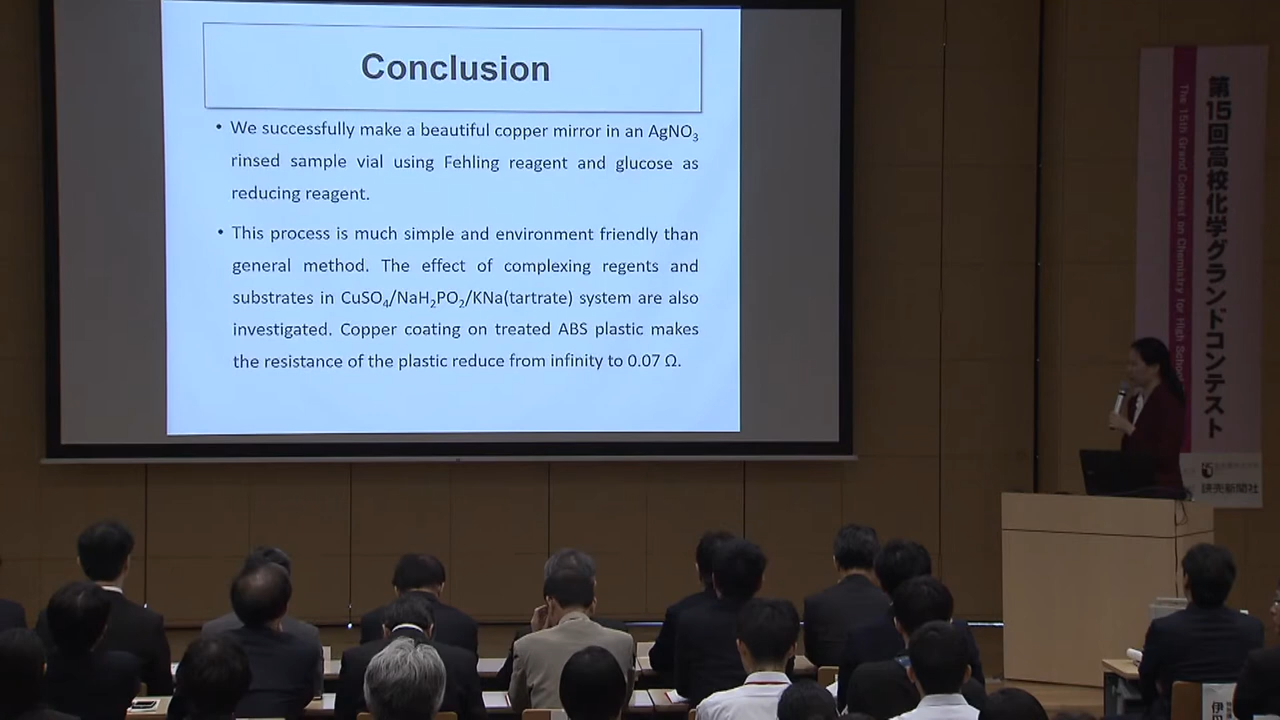 Conclusion
• We successfully make a beautiful copper mirror in an AgNO3
rinsed sample vial using Fehling reagent and glucose as
reducing reagent.
• This process is much simple and environment friendly than
general method. The effect of complexing regents and
substrates in CuSO4/NaH2PO2/KNa(tartrate) system are also
investigated. Copper coating on treated ABS plastic makes
the resistance of the plastic reduce from infinity to 0.07 Ω.
第15回高校化学グランドコンテスト
The 15th Grand Contest on Chemistry for High School
読売新聞社